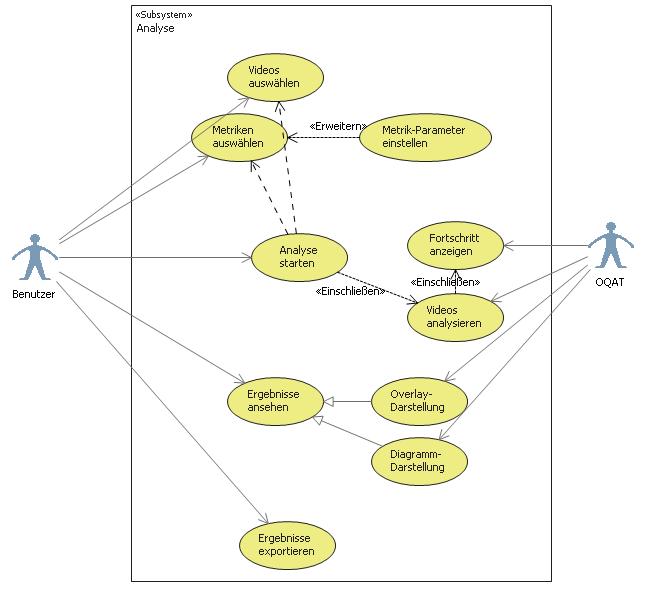 «Subsystem»
Analyse
Videos
auswählen
Metriken
auswählen
«Erweitern»
Metrik-Parameter
einstellen
Analyse
starten
Fortschritt
anzeigen
Benutzer
OQAT
«Einschließen»
«Einschließen»
Videos
analysieren
Ergebnisse
ansehen
Overlay-
Darstellung
Diagramm-
Darstellung
Ergebnisse
exportieren